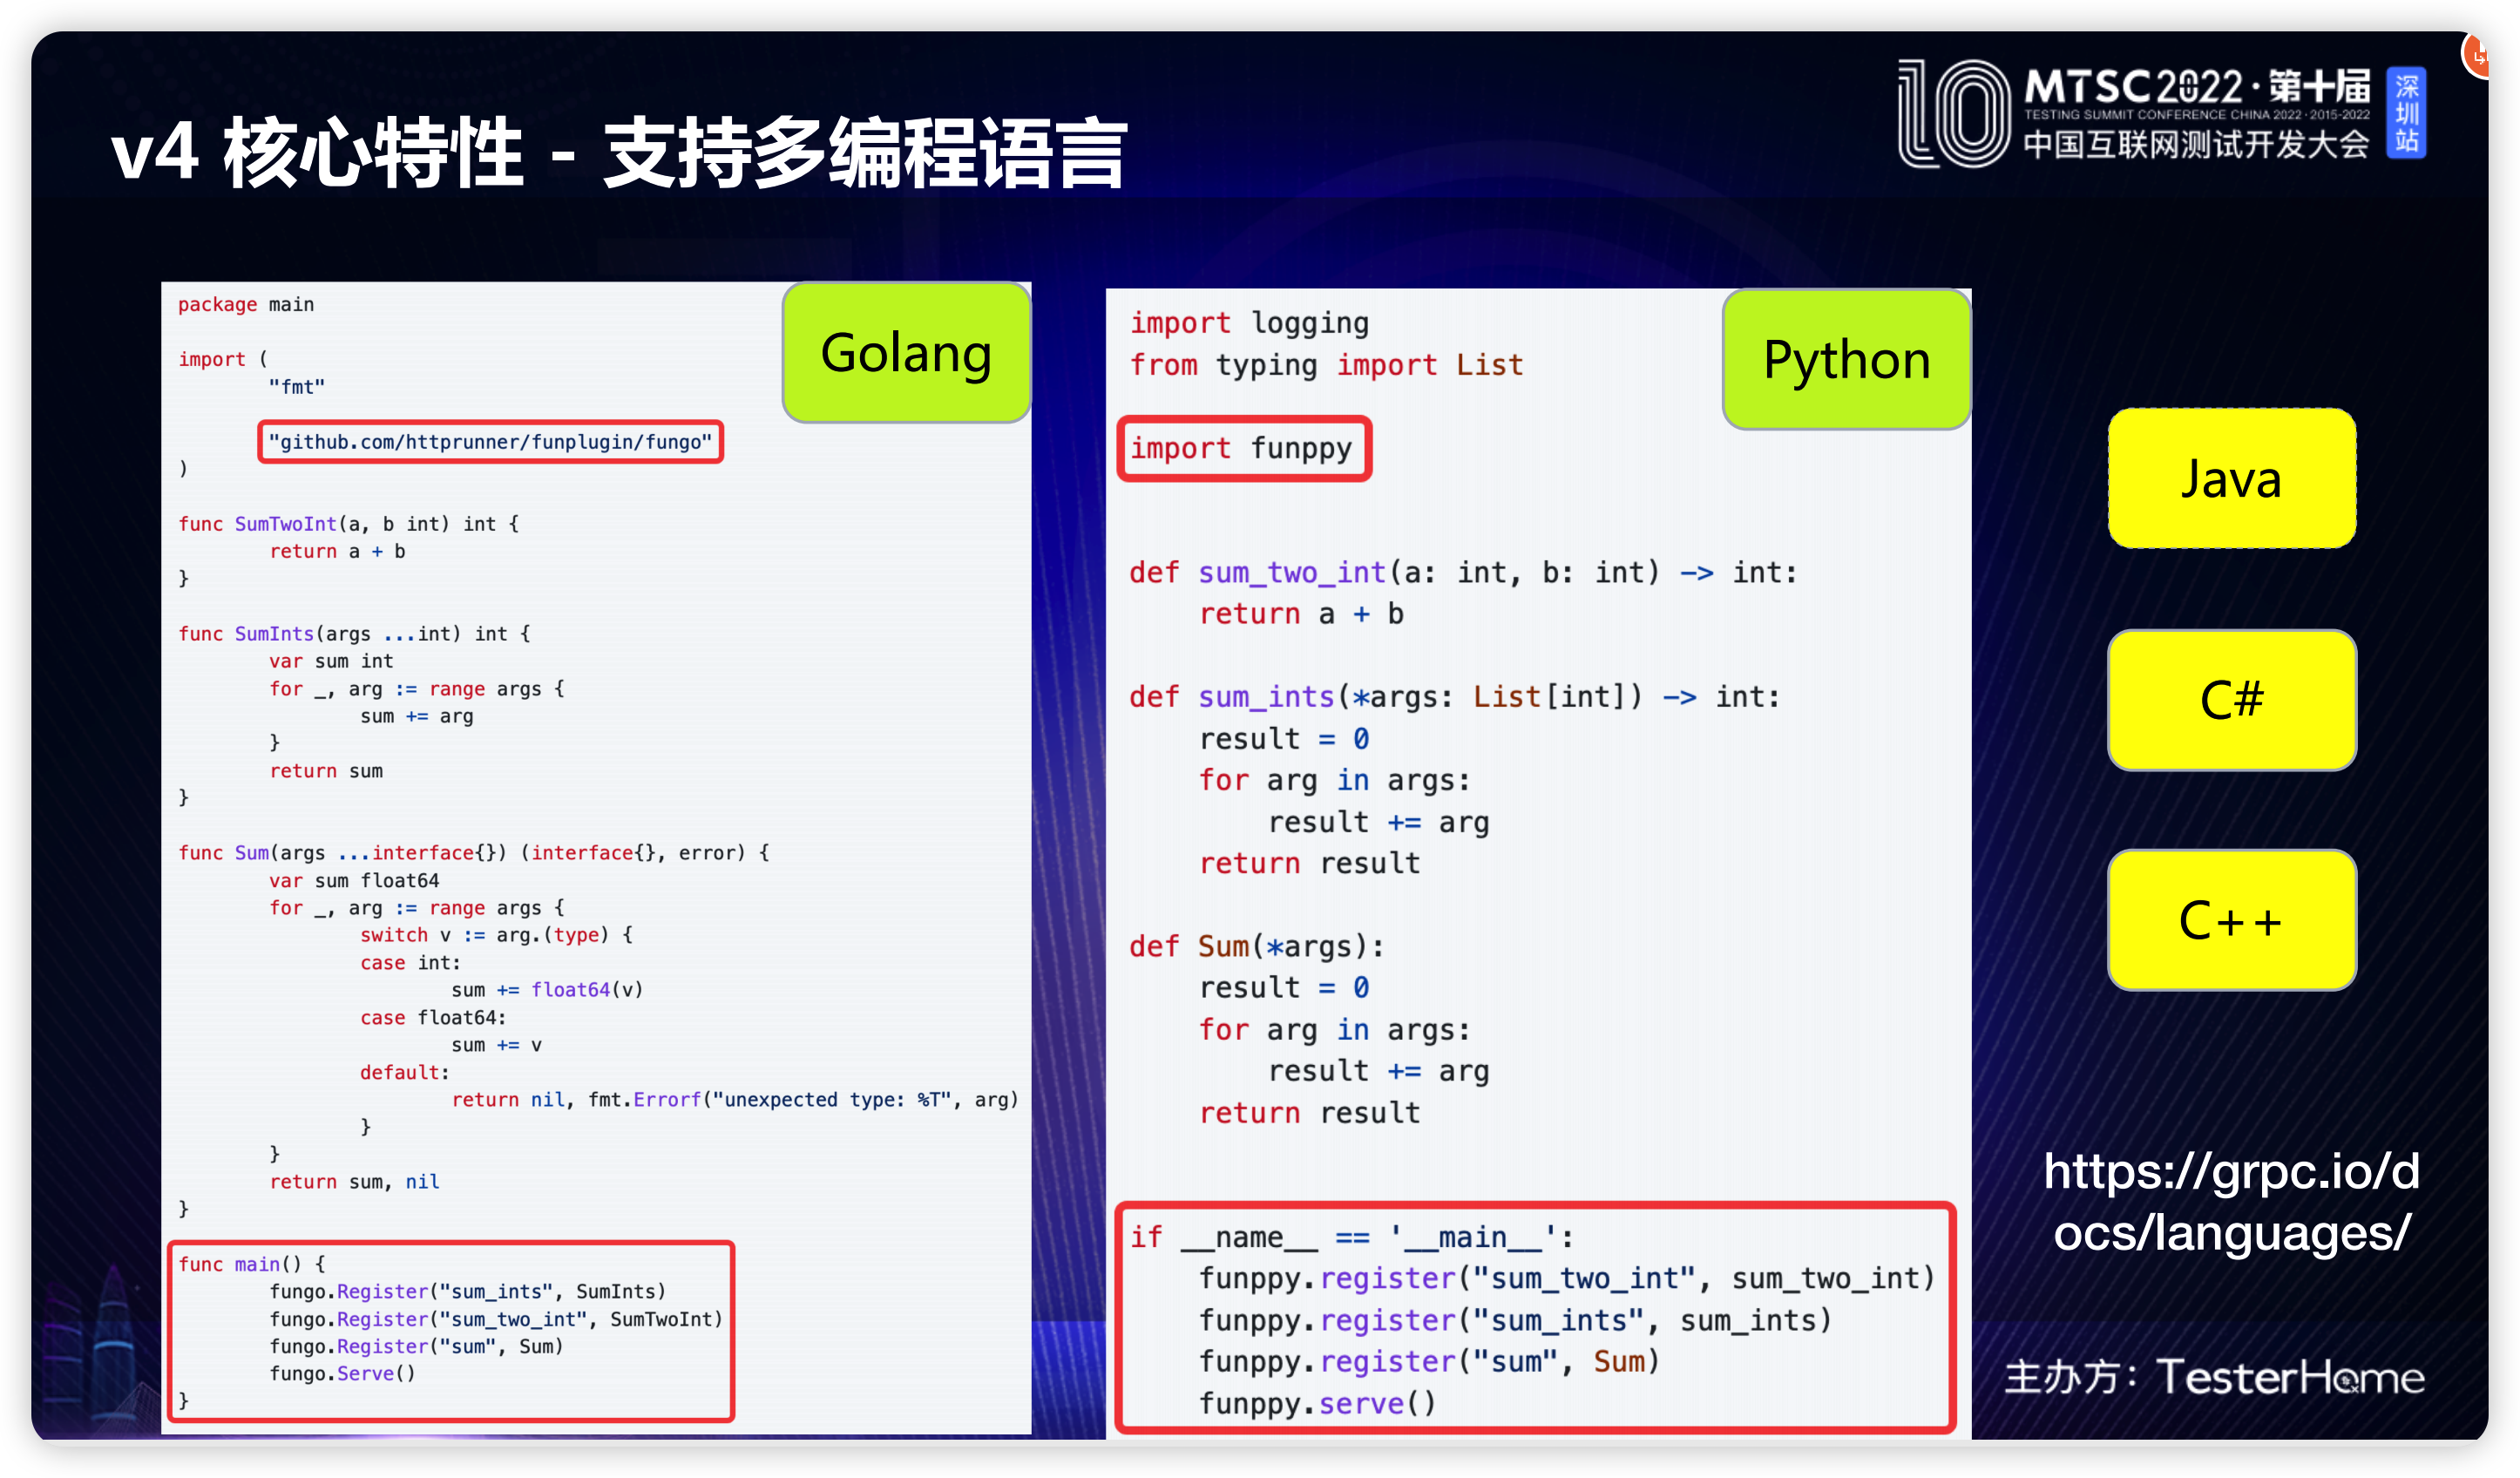 v4 核心特性 - 支持多编程语言
10
MTSC2022·第十届
TESTING SUMMIT CONFERENCE CHINA 2022 · 2015-2022
中国互联网测试开发大会
深圳站
Golang
package main

import (
        "fmt"

        "github.com/httprunner/funplugin/fungo"
)

func SumTwoInt(a, b int) int {
        return a + b
}

func SumInts(args ...int) int {
        var sum int
        for _, arg := range args {
                sum += arg
        }
        return sum
}

func Sum(args ...interface{}) (interface{}, error) {
        var sum float64
        for _, arg := range args {
                switch v := arg.(type) {
                case int:
                        sum += float64(v)
                case float64:
                        sum += v
                default:
                        return nil, fmt.Errorf("unexpected type: %T", arg)
                }
        }
        return sum, nil
}

func main() {
        fungo.Register("sum_ints", SumInts)
        fungo.Register("sum_two_int", SumTwoInt)
        fungo.Register("sum", Sum)
        fungo.Serve()
}
Python
import logging
from typing import List

import funppy


def sum_two_int(a: int, b: int) -> int:
    return a + b

def sum_ints(*args: List[int]) -> int:
    result = 0
    for arg in args:
        result += arg
    return result

def Sum(*args):
    result = 0
    for arg in args:
        result += arg
    return result


if __name__ == '__main__':
    funppy.register("sum_two_int", sum_two_int)
    funppy.register("sum_ints", sum_ints)
    funppy.register("sum", Sum)
    funppy.serve()
Java
C#
C++
https://grpc.io/d
ocs/languages/
主办方：TesterHome